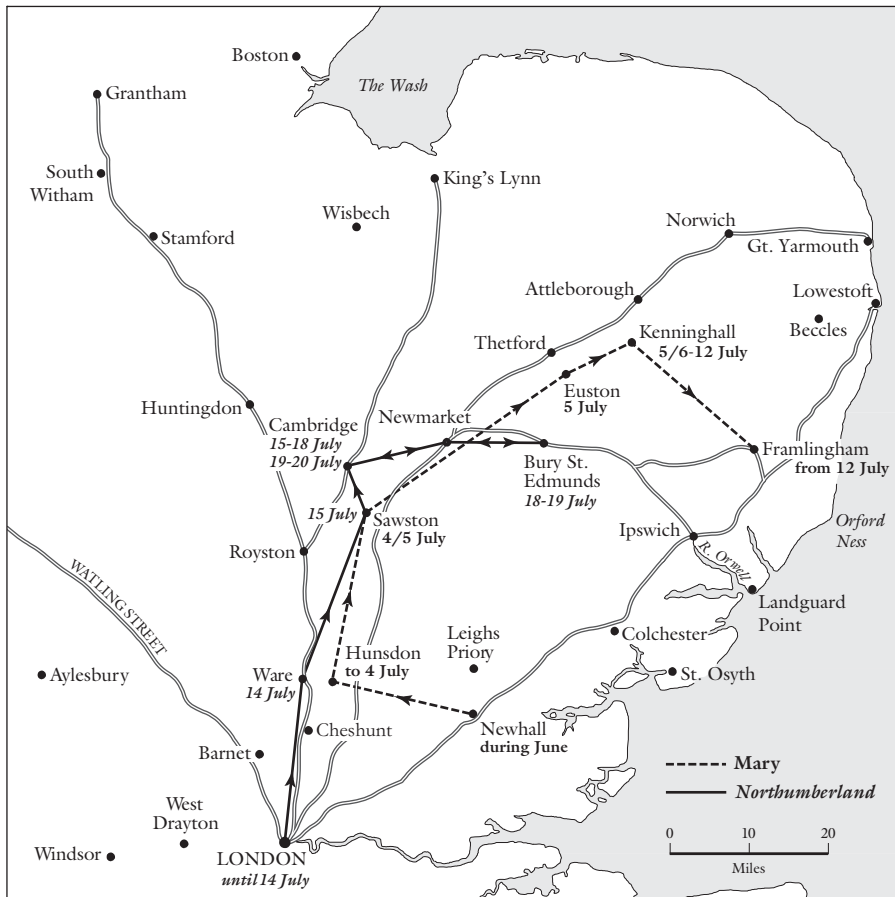 Boston
The Wash
Grantham
South
Witham
King's Lynn
Wisbech
Stamford
Norwich
Gt. Yarmouth
Attleborough
Lowestoft
Beccles
Kenninghall
5/6-12 July
Thetford
Euston
5 July
Huntingdon
Cambridge
15-18 July
19-20 July
Newmarket
Bury St.
Edmunds
18-19 July
Framlingham
from 12 July
15 July
Sawston
4/5 July
Ipswich
Orford
Ness
Royston
R. Orwell
Landguard
Point
WATLING STREET
Leighs
Priory
Colchester
Hunsdon
to 4 July
Ware
14 July
Aylesbury
St. Osyth
Newhall
during June
Cheshunt
Barnet
Mary
Northumberland
West
Drayton
Windsor
LONDON
until 14 July
0 10 20
Miles